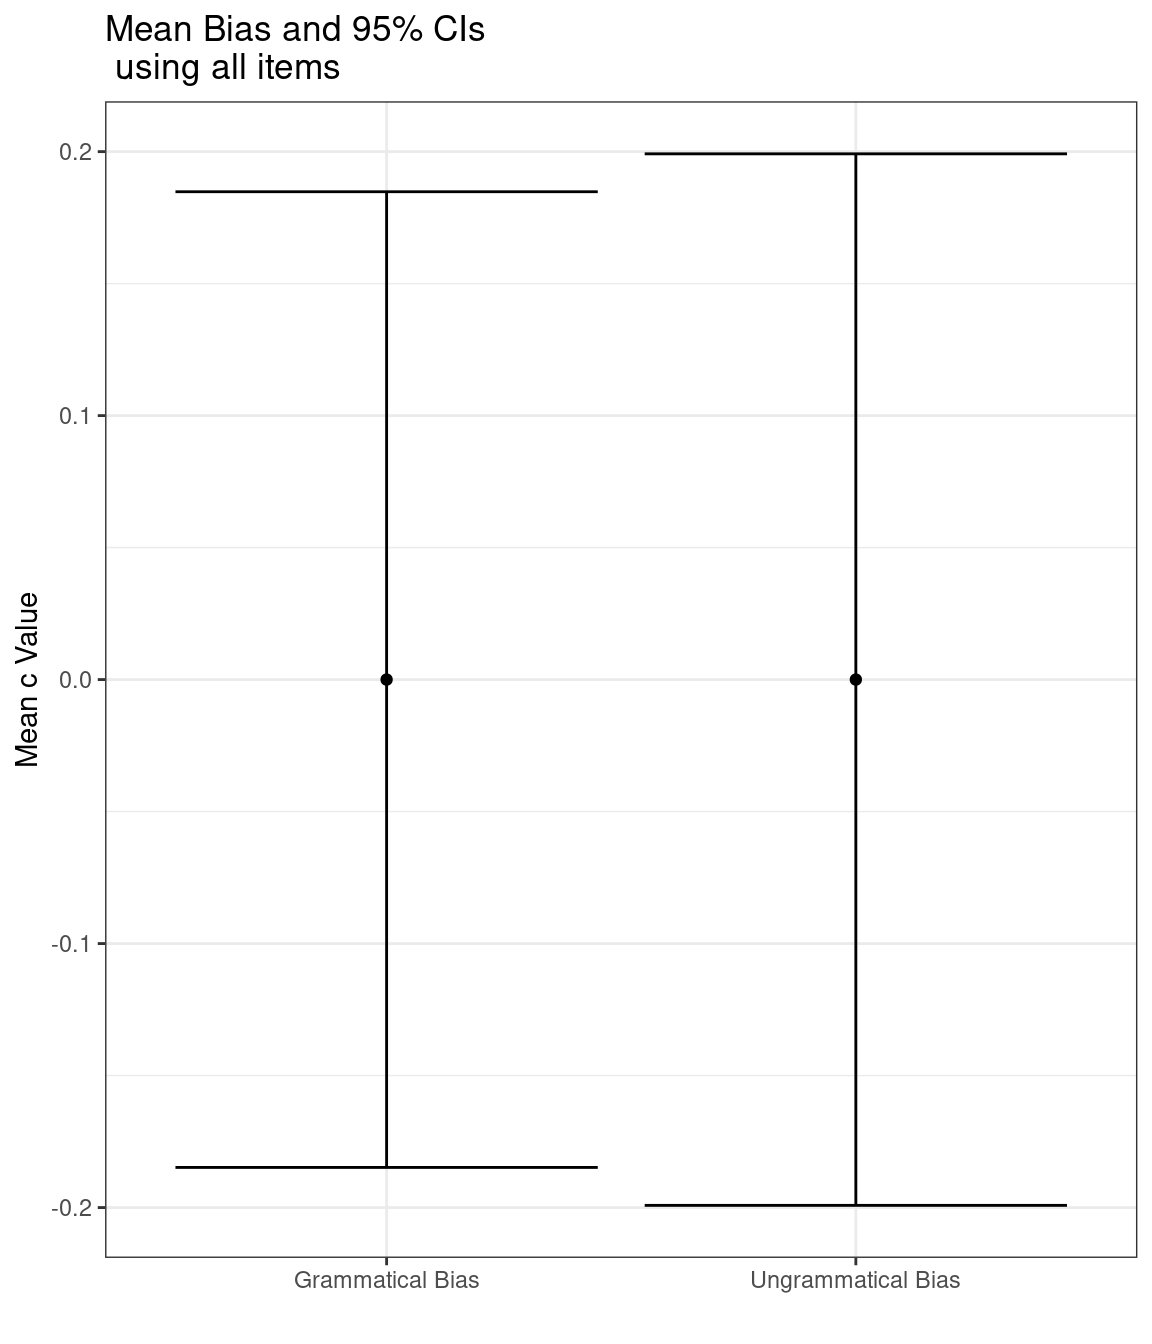 Mean Bias and 95% CIs
using all items
Mean c Value
0.2
0.1
0.0
-0.1
-0.2
Grammatical Bias
Ungrammatical Bias